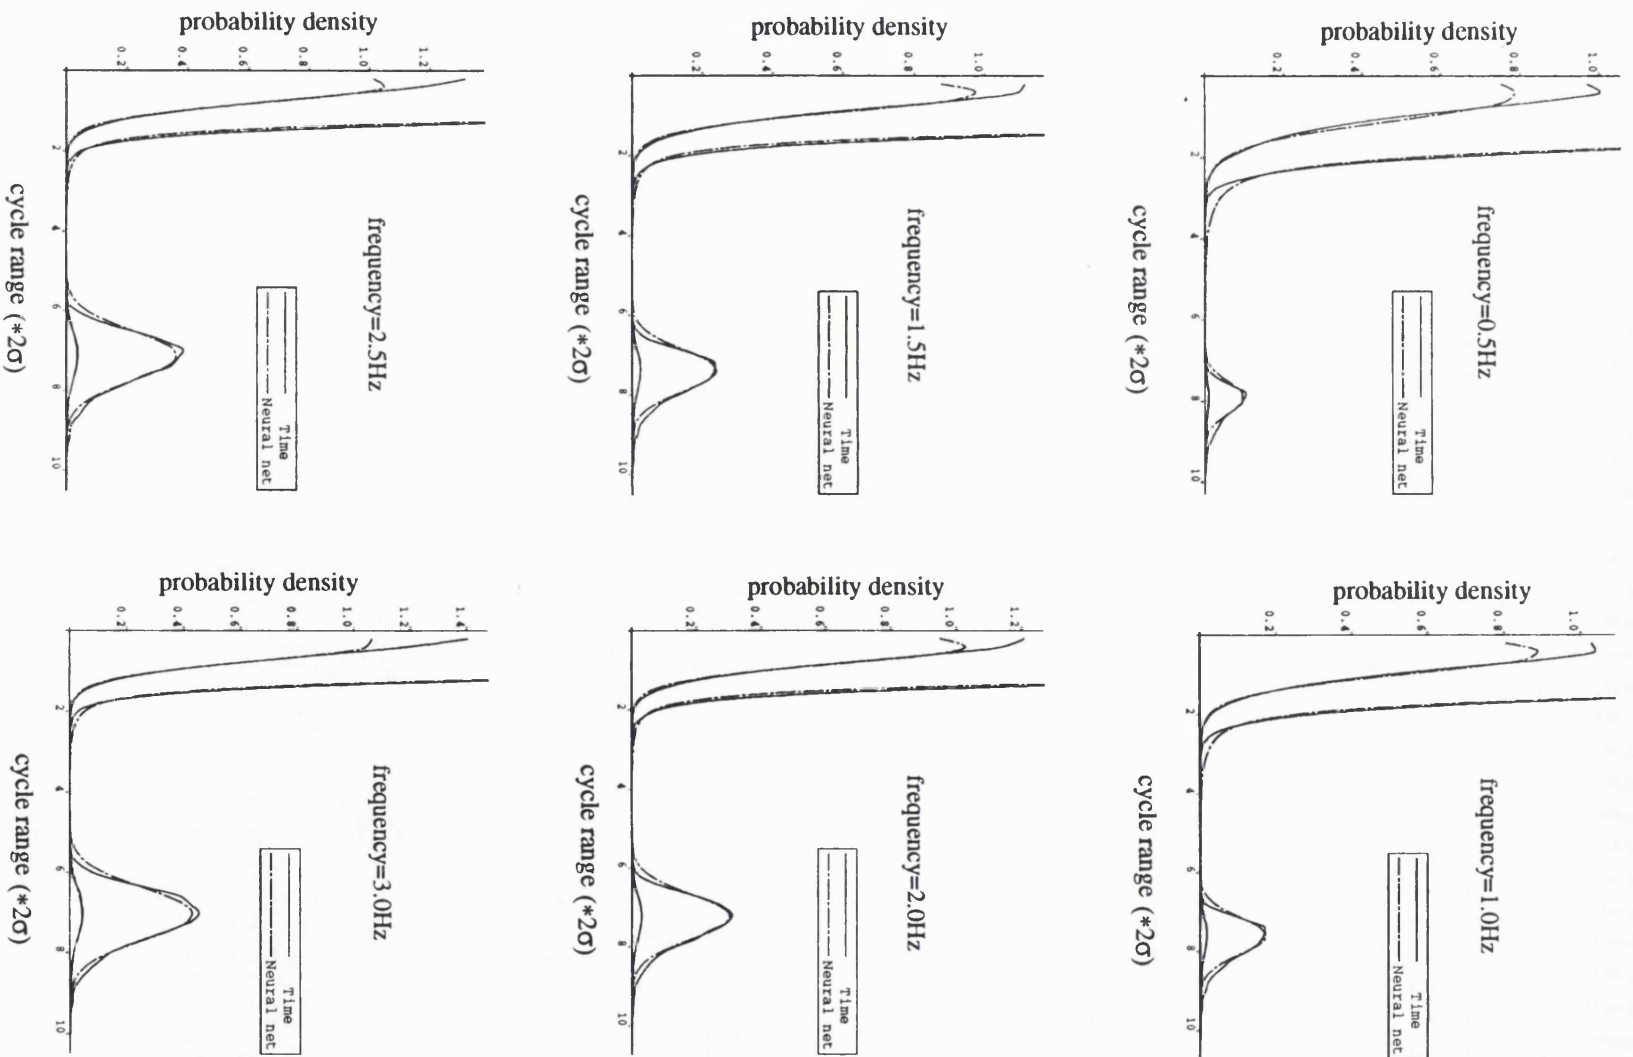 probability density
1.0
0.8
0.6
0.4
0.2
frequency=0.5Hz
Time
Neural net
2
4
6
8
10
cycle range (*2σ)
probability density
1.0
0.8
0.6
0.4
0.2
frequency=1.0Hz
Time
Neural net
2
4
6
8
10
cycle range (*2σ)
probability density
1.0
0.8
0.6
0.4
0.2
frequency=1.5Hz
Time
Neural net
2
4
6
8
10
cycle range (*2σ)
probability density
1.2
1.0
0.8
0.6
0.4
0.2
frequency=2.0Hz
Time
Neural net
2
4
6
8
10
cycle range (*2σ)
probability density
1.2
1.0
0.8
0.6
0.4
0.2
frequency=2.5Hz
Time
Neural net
2
4
6
8
10
cycle range (*2σ)
probability density
1.4
1.2
1.0
0.8
0.6
0.4
0.2
frequency=3.0Hz
Time
Neural net
2
4
6
8
10
cycle range (*2σ)